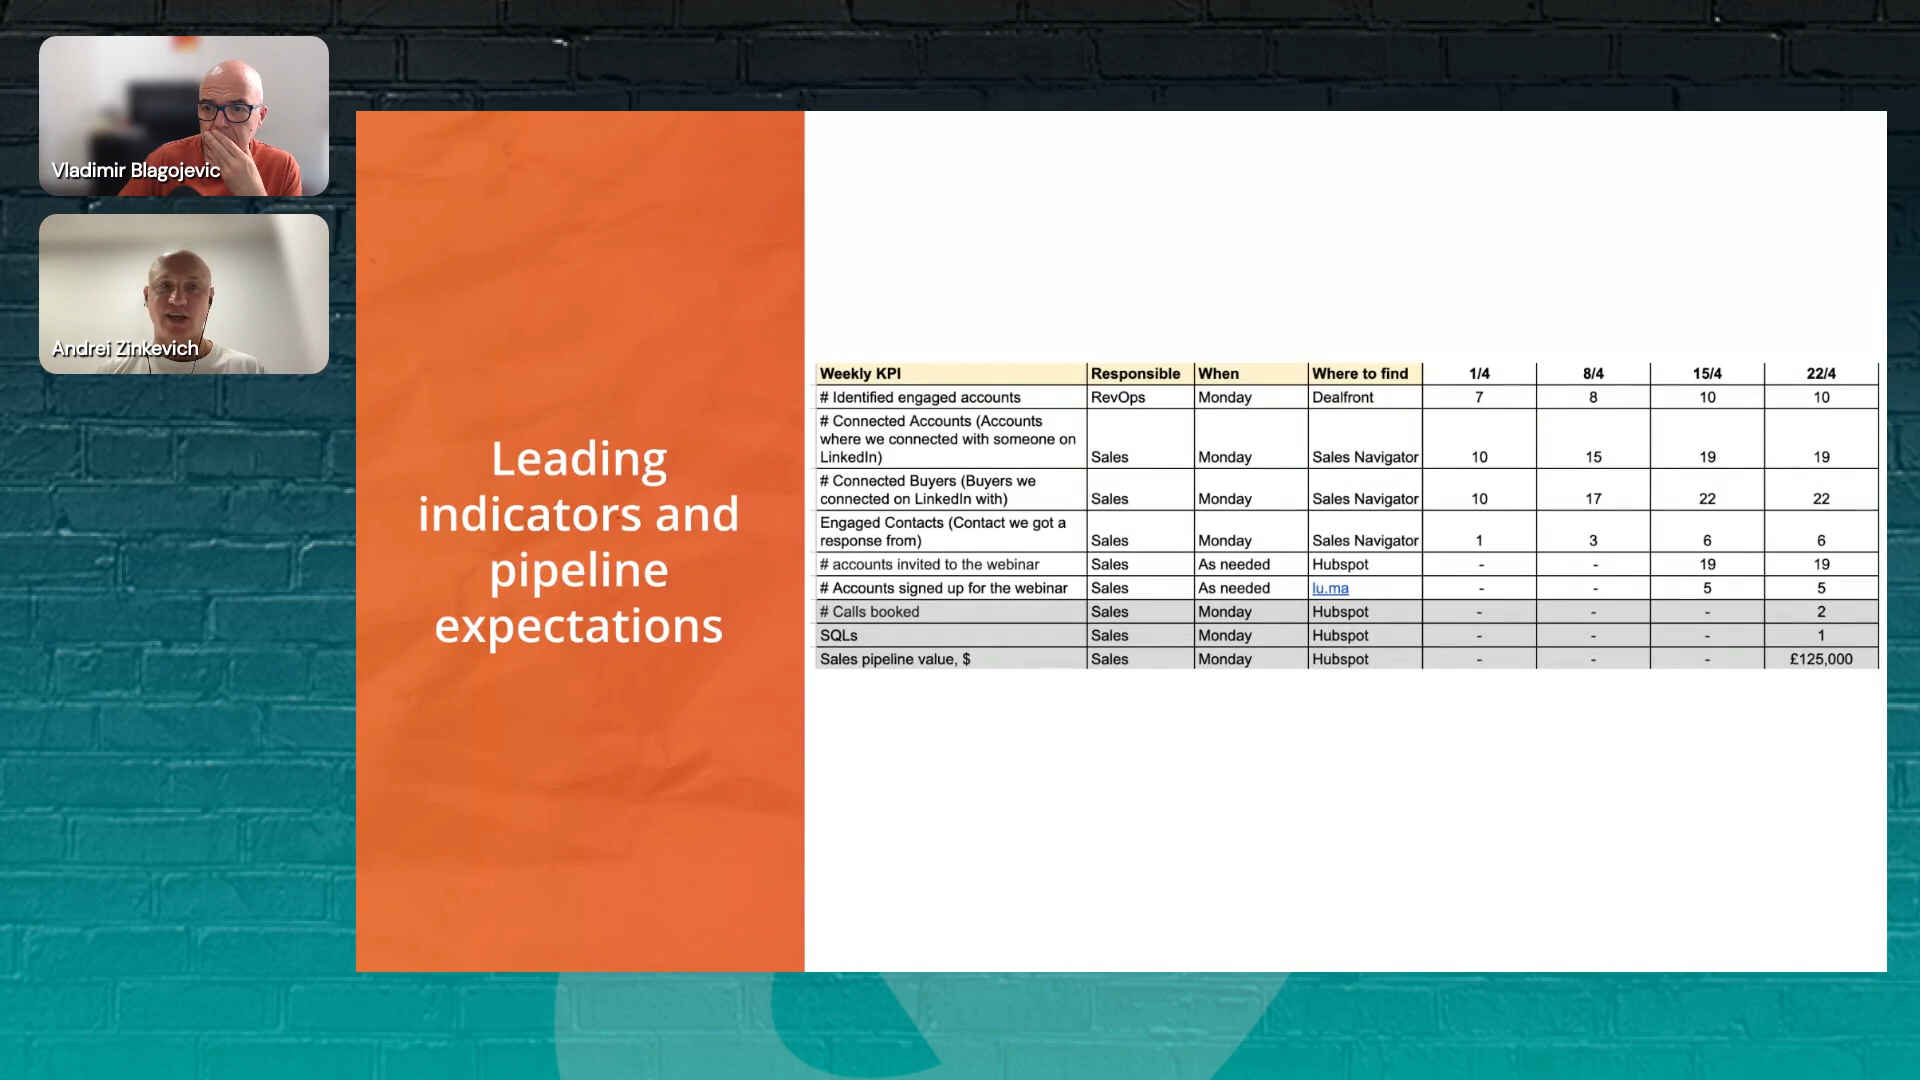 Vladimir Blagojevic
Andrei Zinkevich
Leading
indicators and
pipeline
expectations
Weekly KPI Responsible When Where to find 1/4 8/4 15/4 22/4
# Identified engaged accounts RevOps Monday Dealfront 7 8 10 10
# Connected Accounts (Accounts
where we connected with someone on
LinkedIn) Sales Monday Sales Navigator 10 15 19 19
# Connected Buyers (Buyers we
connected on LinkedIn with) Sales Monday Sales Navigator 10 17 22 22
Engaged Contacts (Contact we got a
response from) Sales Monday Sales Navigator 1 3 6 6
# accounts invited to the webinar Sales As needed Hubspot - - 19 19
# Accounts signed up for the webinar Sales As needed lu.ma - - 5 5
# Calls booked Sales Monday Hubspot - - - 2
SQLs Sales Monday Hubspot - - - 1
Sales pipeline value, $ Sales Monday Hubspot - - - £125,000